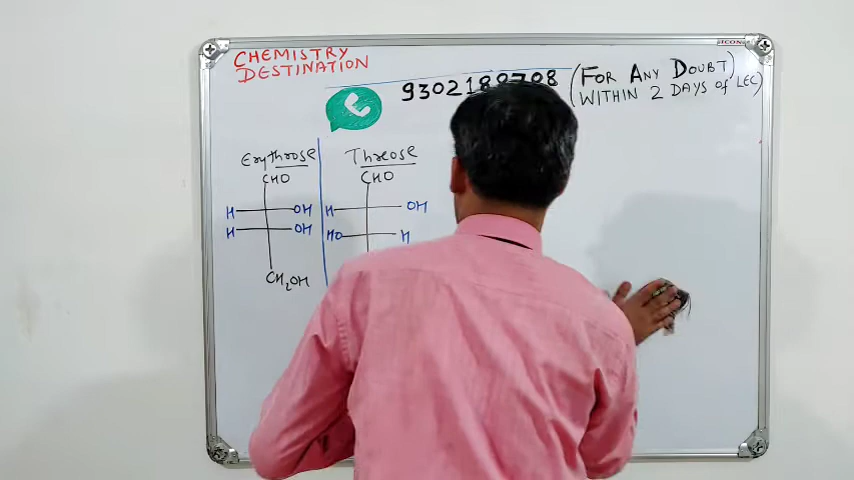 CHEMISTRY
DESTINATION
(FOR ANY DOUBT)
WITHIN 2 DAYS of LEC)
ICON
Erythrose
CHO
H OH
H OH
CH2OH
Threose
CHO
H OH
HO H